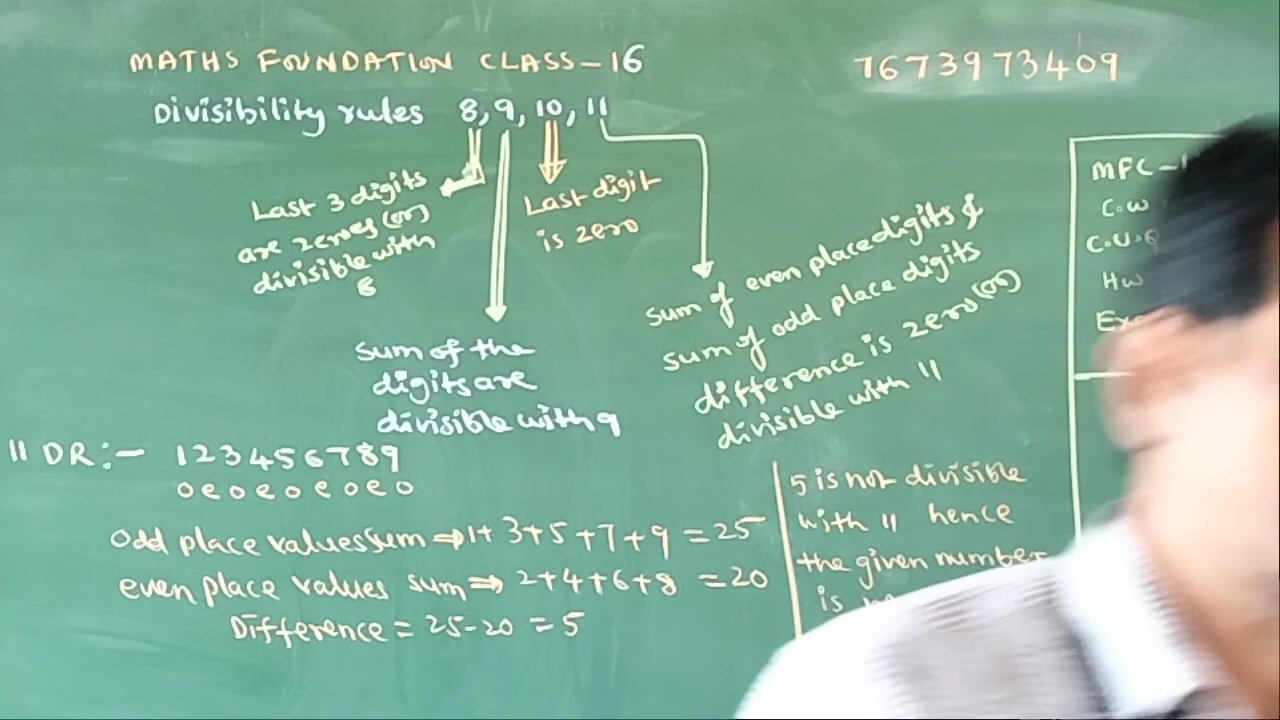 MATHS FOUNDATION CLASS-16
7673973409
Divisibility rules 8, 9, 10, 11
Last 3 digits
are zeroes (or)
divisible with
8
Last digit
is zero
Sum of the
digits are
divisible with 9
Sum of even place digits &
sum of odd place digits
difference is zero (or)
divisible with 11
11 DR:- 123456789
o e o e o e o e o
odd place values sum ⇒ 1+3+5+7+9 = 25
even place values sum ⇒ 2+4+6+8 = 20
Difference = 25-20 = 5
5 is not divisible
with 11 hence
the given number
is
MFC-
C.W
C.U.Q
HW